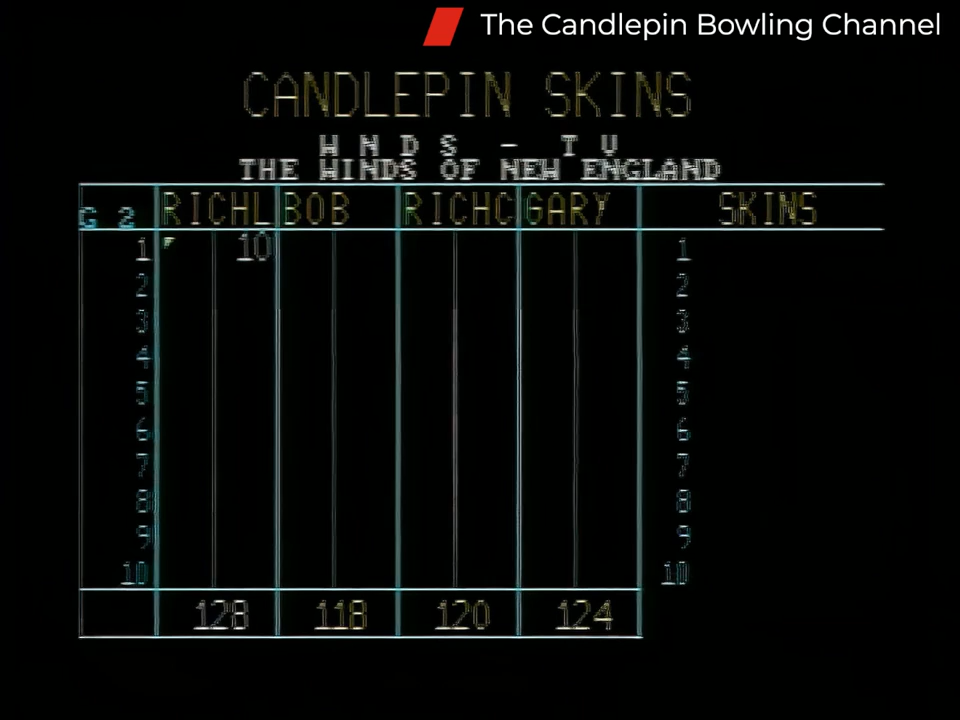 The Candlepin Bowling Channel
CANDLEPIN SKINS
W N D S - T V
THE WINDS OF NEW ENGLAND
G 2 RICHL BOB RICHC GARY SKINS
1 10 1
2 2
3 3
4 4
5 5
6 6
7 7
8 8
9 9
10 10
128 118 120 124